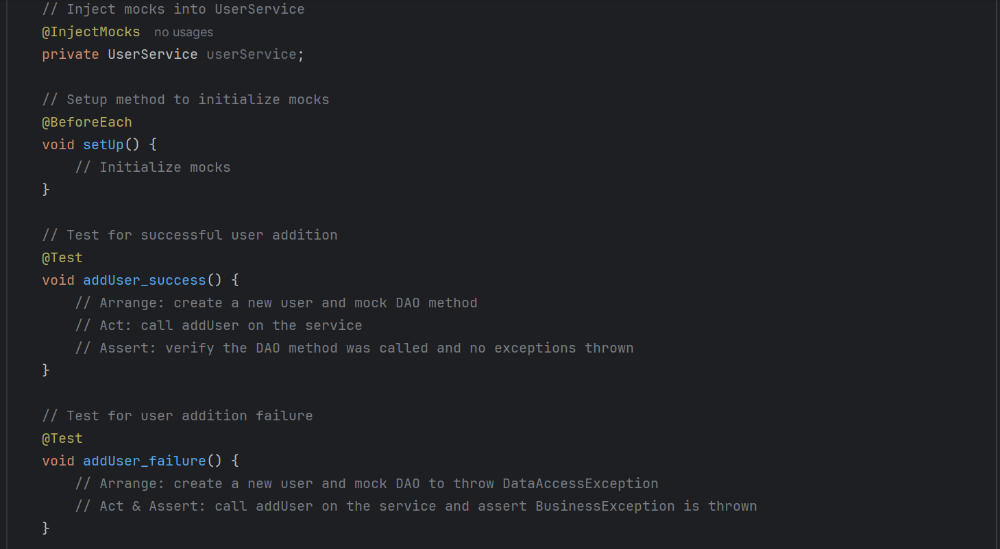 // Inject mocks into UserService
@InjectMocks no usages
private UserService userService;
// Setup method to initialize mocks
@BeforeEach
void setUp() {
// Initialize mocks
}
// Test for successful user addition
@Test
void addUser_success() {
// Arrange: create a new user and mock DAO method
// Act: call addUser on the service
// Assert: verify the DAO method was called and no exceptions thrown
}
// Test for user addition failure
@Test
void addUser_failure() {
// Arrange: create a new user and mock DAO to throw DataAccessException
// Act & Assert: call addUser on the service and assert BusinessException is thrown
}